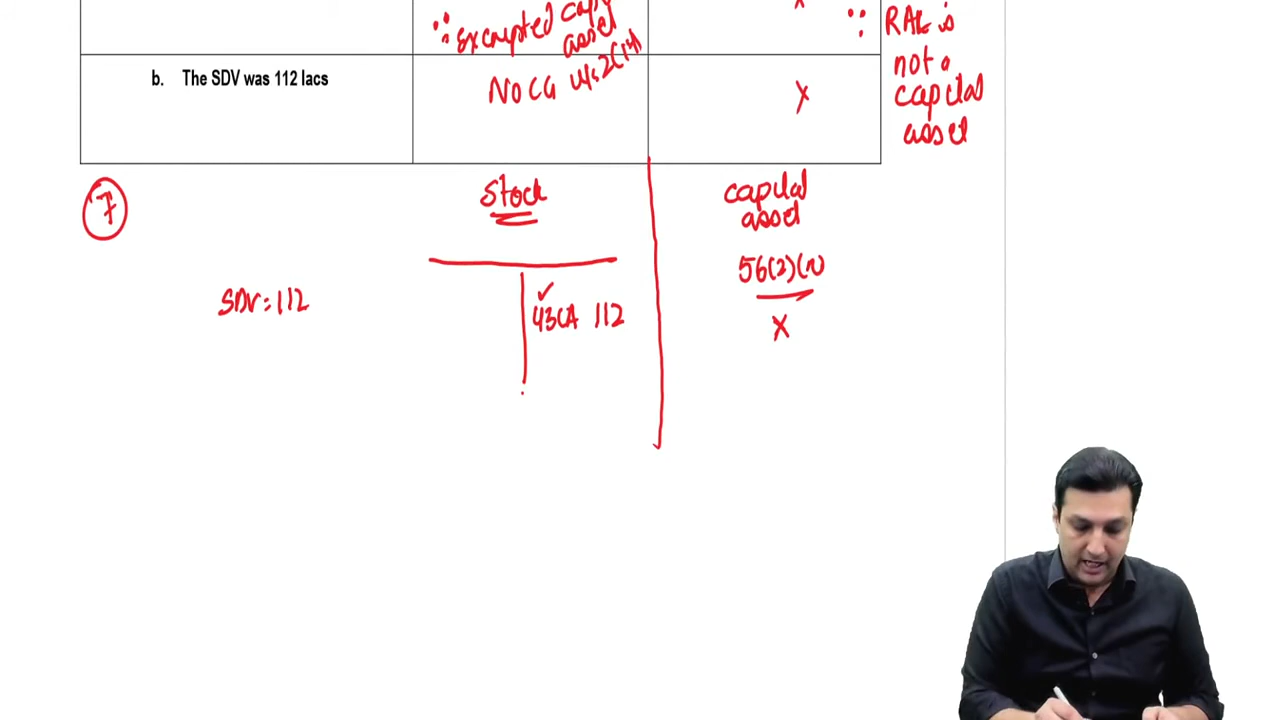 ∵ exempted capital
asset
u/s 2(14)
x
∵ RAL is
not a
capital
asset
b. The SDV was 112 lacs
No CG
x
7
stock
capital
asset
56(2)(x)
SDV = 112
✓
43CA 112
x